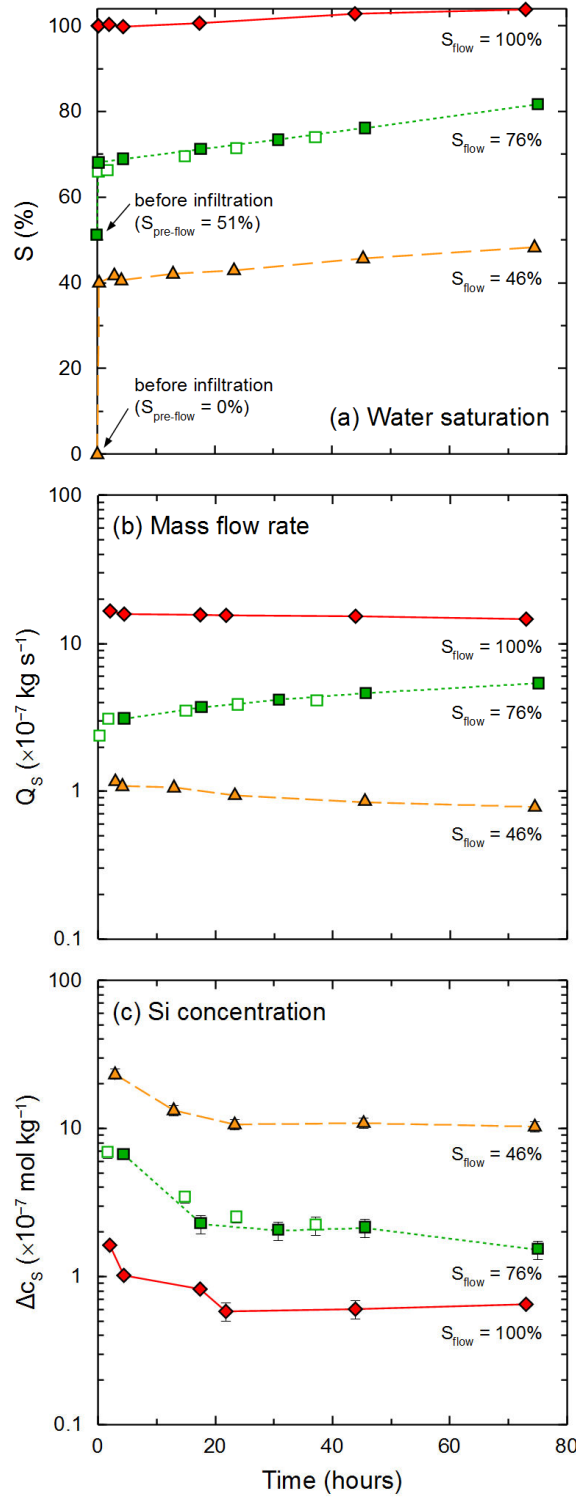 100
80
60
40
20
0
S (%)
S_flow = 100%
S_flow = 76%
before infiltration
(S_pre-flow = 51%)
S_flow = 46%
before infiltration
(S_pre-flow = 0%)
(a) Water saturation
100
10
1
0.1
Q_S (×10⁻⁷ kg s⁻¹)
(b) Mass flow rate
S_flow = 100%
S_flow = 76%
S_flow = 46%
100
10
1
0.1
Δc_S (×10⁻⁷ mol kg⁻¹)
(c) Si concentration
S_flow = 46%
S_flow = 76%
S_flow = 100%
0 20 40 60 80
Time (hours)